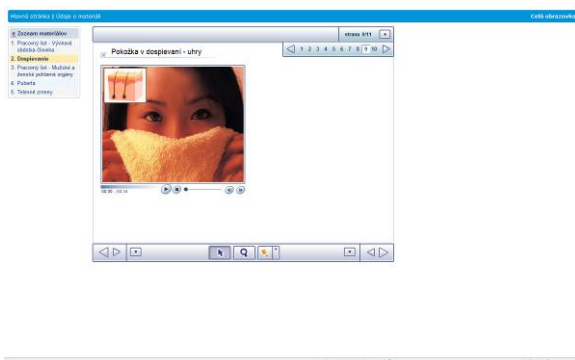 Hlavná stránka | Údaje o materiáli
Celá obrazovka
Zoznam materiálov
1. Pracovný list - Vývinové
obdobia človeka
2. Dospievanie
3. Pracovný list - Mužské a
ženské pohlavné orgány
4. Puberta
5. Telesné zmeny
strana 9/11
1 2 3 4 5 6 7 8 9 10
Pokožka v dospievaní - uhry